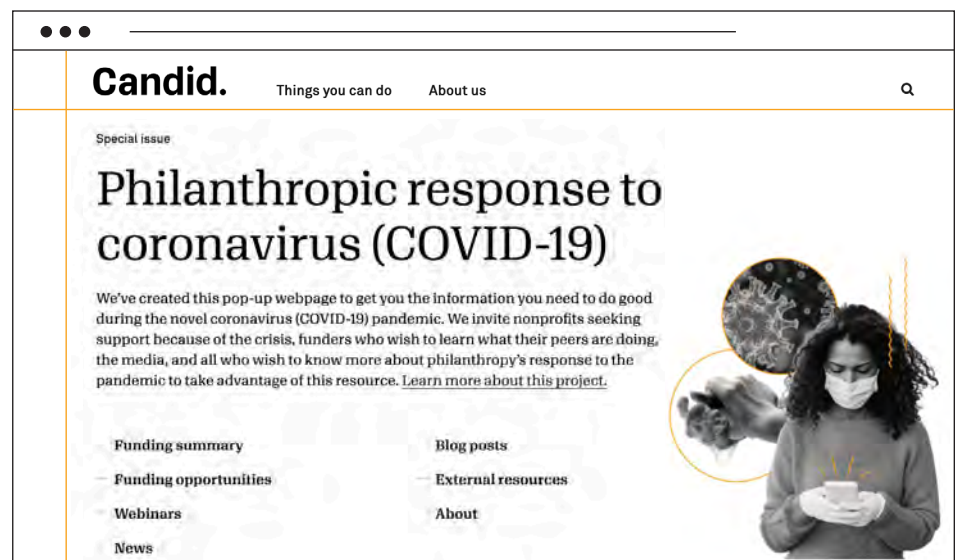 Candid.
Things you can do
About us
Special issue
Philanthropic response to
coronavirus (COVID-19)
We've created this pop-up webpage to get you the information you need to do good
during the novel coronavirus (COVID-19) pandemic. We invite nonprofits seeking
support because of the crisis, funders who wish to learn what their peers are doing,
the media, and all who wish to know more about philanthropy's response to the
pandemic to take advantage of this resource. Learn more about this project.
Funding summary
Funding opportunities
Webinars
News
Blog posts
External resources
About